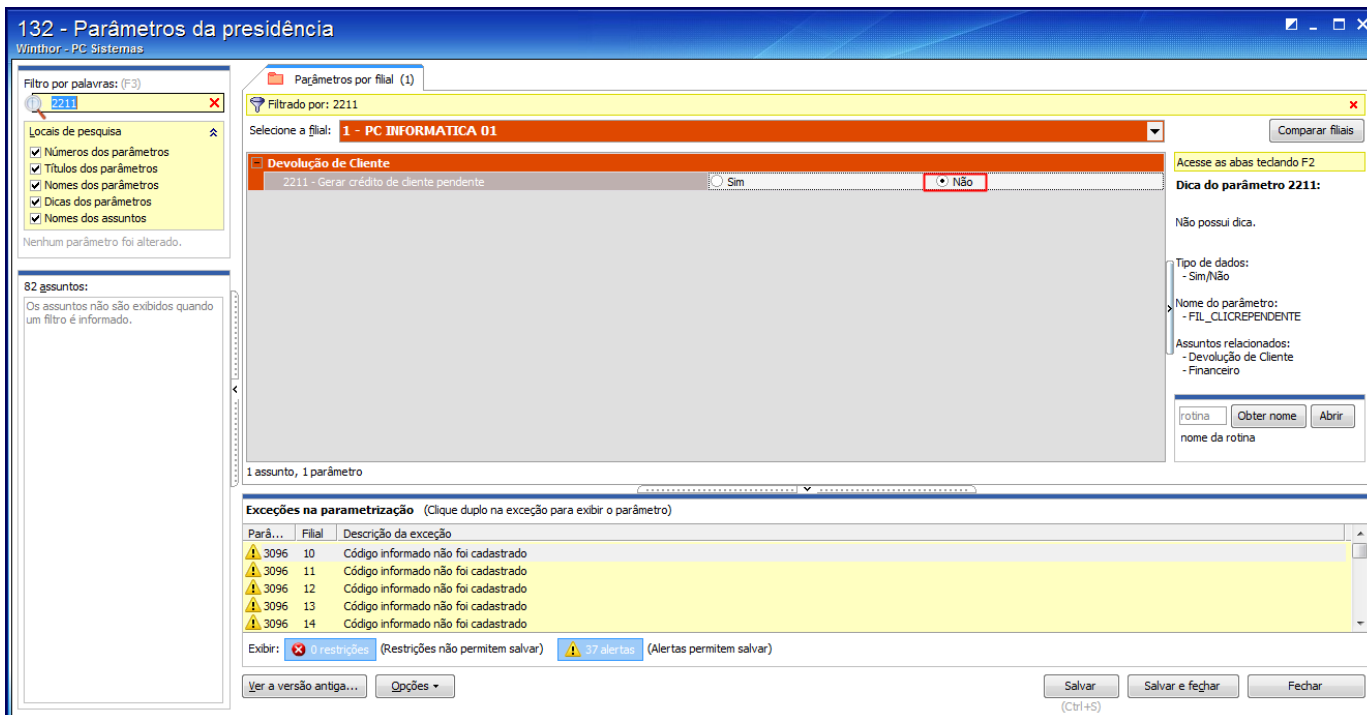 132 - Parâmetros da presidência
Winthor - PC Sistemas
Filtro por palavras: (F3)
2211
Locais de pesquisa
Números dos parâmetros
Títulos dos parâmetros
Nomes dos parâmetros
Dicas dos parâmetros
Nomes dos assuntos
Nenhum parâmetro foi alterado.
82 assuntos:
Os assuntos não são exibidos quando
um filtro é informado.
Parâmetros por filial (1)
Filtrado por: 2211
Selecione a filial: 1 - PC INFORMATICA 01
Comparar filiais
Devolução de Cliente
2211 - Gerar crédito de cliente pendente Sim Não
1 assunto, 1 parâmetro
Acesse as abas teclando F2
Dica do parâmetro 2211:
Não possui dica.
Tipo de dados:
- Sim/Não
Nome do parâmetro:
- FIL_CLICREPENDENTE
Assuntos relacionados:
- Devolução de Cliente
- Financeiro
rotina Obter nome Abrir
nome da rotina
Exceções na parametrização (Clique duplo na exceção para exibir o parâmetro)
Parâ... Filial Descrição da exceção
3096 10 Código informado não foi cadastrado
3096 11 Código informado não foi cadastrado
3096 12 Código informado não foi cadastrado
3096 13 Código informado não foi cadastrado
3096 14 Código informado não foi cadastrado
Exibir: 0 restrições (Restrições não permitem salvar) 37 alertas (Alertas permitem salvar)
Ver a versão antiga... Opções Salvar Salvar e fechar Fechar
(Ctrl+S)